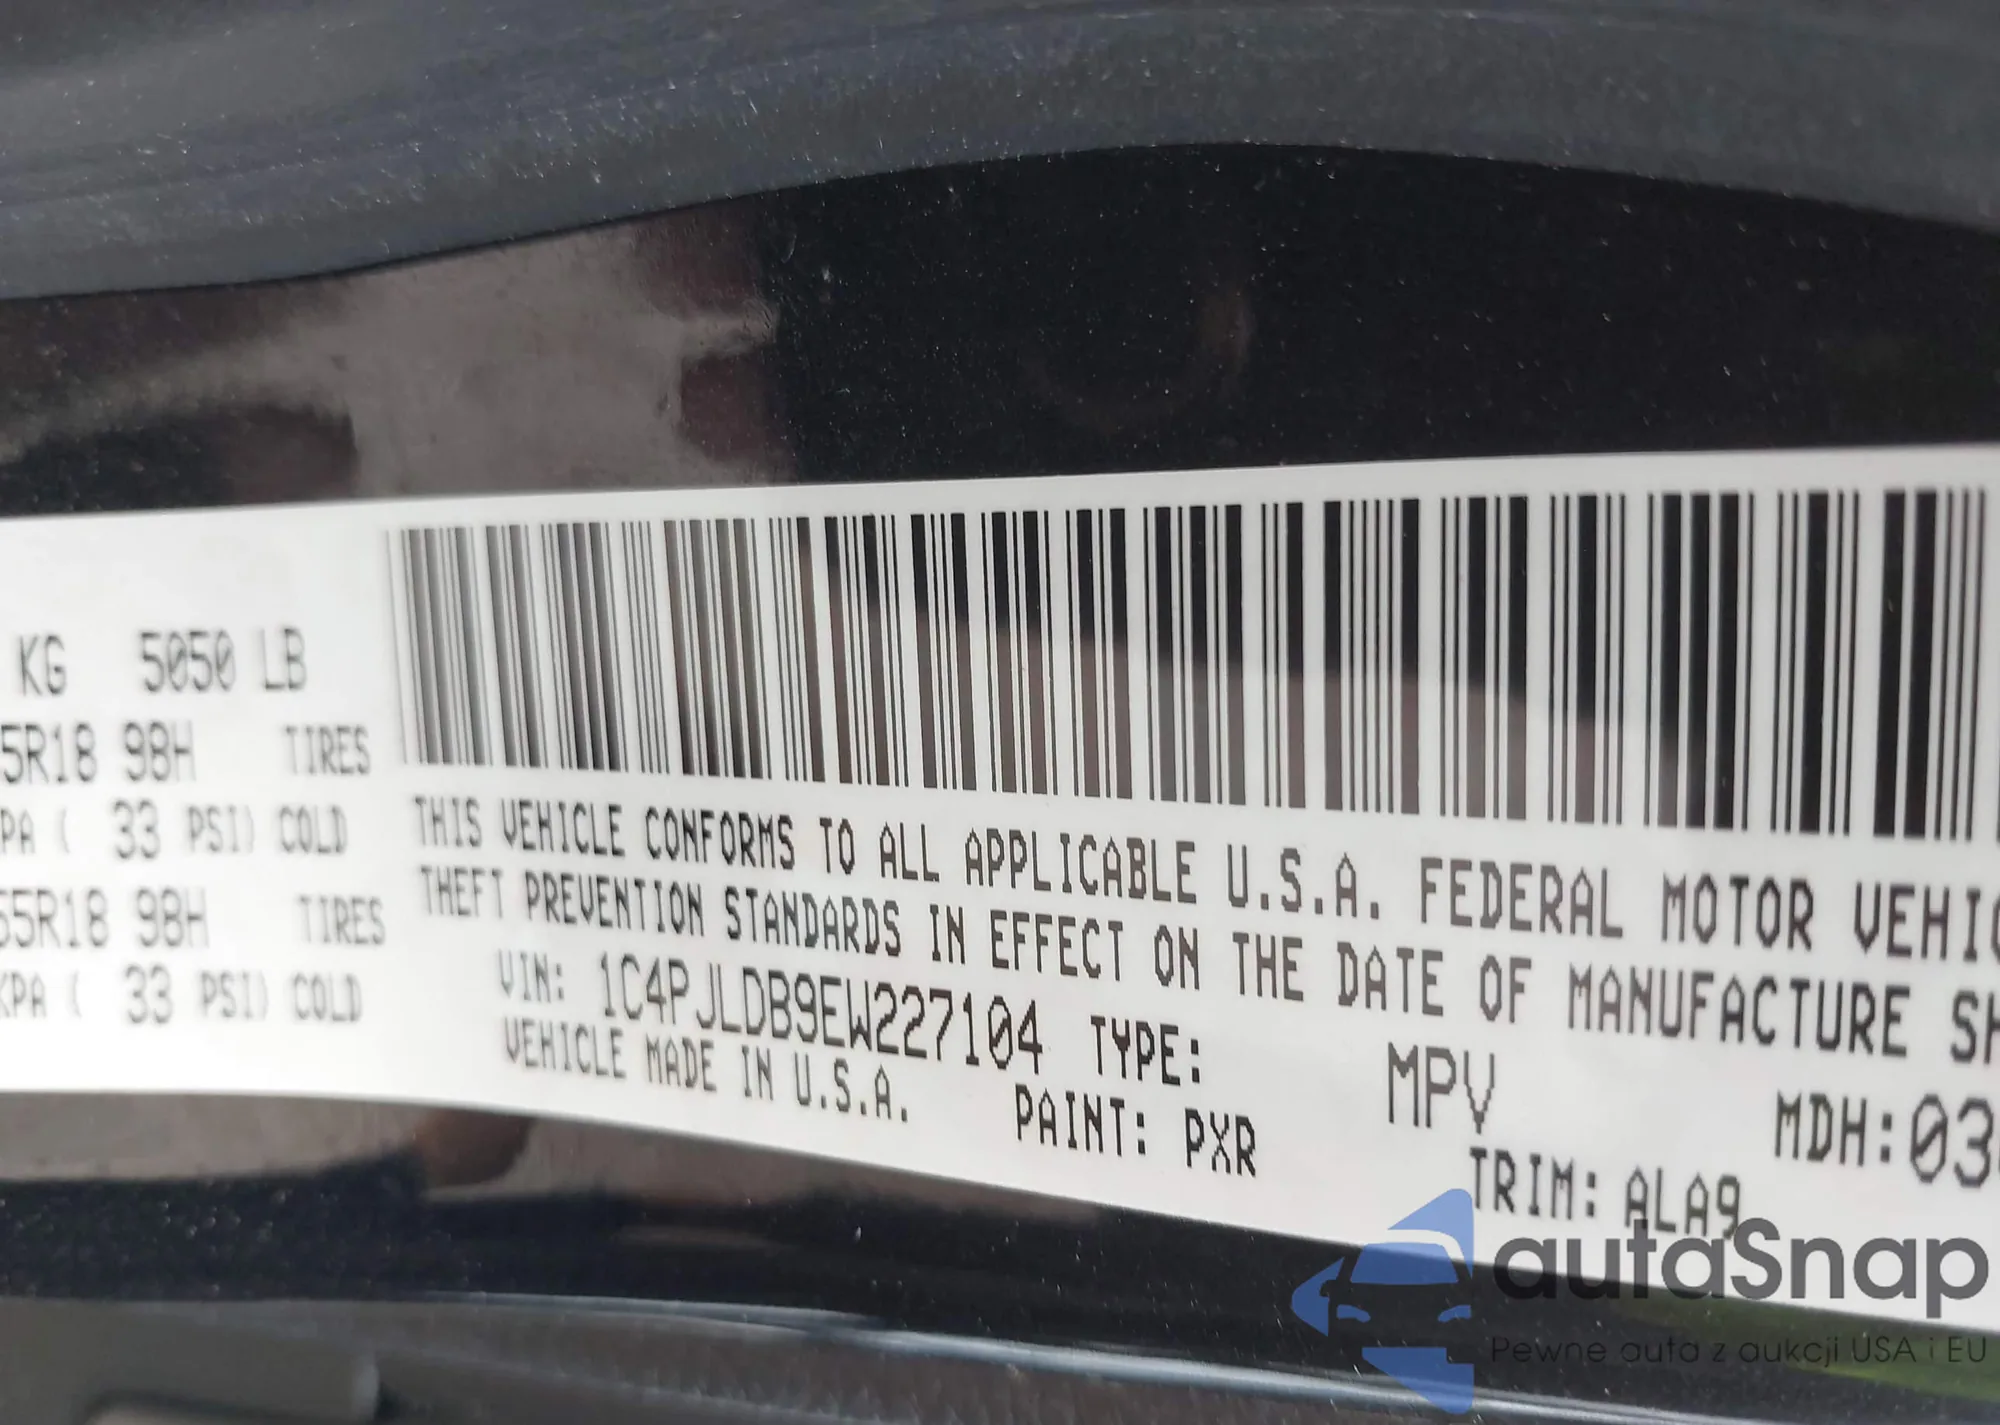 KG 5050 LB
5R18 98H TIRES
PA ( 33 PSI) COLD
55R18 98H TIRES
KPA ( 33 PSI) COLD
THIS VEHICLE CONFORMS TO ALL APPLICABLE U.S.A. FEDERAL MOTOR VEHIC
THEFT PREVENTION STANDARDS IN EFFECT ON THE DATE OF MANUFACTURE SH
VIN: 1C4PJLDB9EW227104 TYPE: MPV MDH:03
VEHICLE MADE IN U.S.A. PAINT: PXR TRIM: ALA9
autaSnap
Pewne auta z aukcji USA i EU